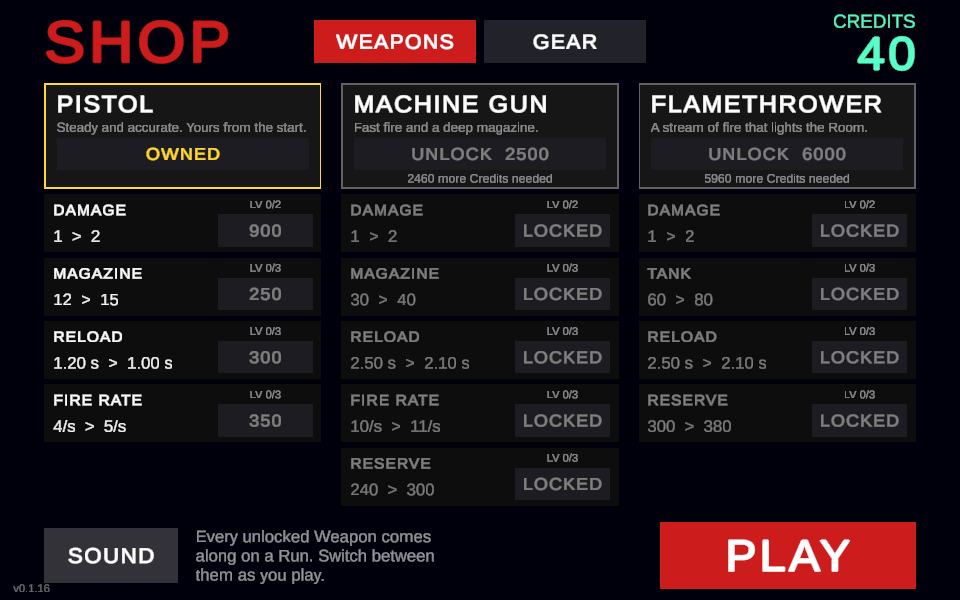 SHOP
WEAPONS
GEAR
CREDITS
40
PISTOL
Steady and accurate. Yours from the start.
OWNED
DAMAGE
LV 0/2
1 > 2
900
MAGAZINE
LV 0/3
12 > 15
250
RELOAD
LV 0/3
1.20 s > 1.00 s
300
FIRE RATE
LV 0/3
4/s > 5/s
350
MACHINE GUN
Fast fire and a deep magazine.
UNLOCK 2500
2460 more Credits needed
DAMAGE
LV 0/2
1 > 2
LOCKED
MAGAZINE
LV 0/3
30 > 40
LOCKED
RELOAD
LV 0/3
2.50 s > 2.10 s
LOCKED
FIRE RATE
LV 0/3
10/s > 11/s
LOCKED
RESERVE
LV 0/3
240 > 300
LOCKED
FLAMETHROWER
A stream of fire that lights the Room.
UNLOCK 6000
5960 more Credits needed
DAMAGE
LV 0/2
1 > 2
LOCKED
TANK
LV 0/3
60 > 80
LOCKED
RELOAD
LV 0/3
2.50 s > 2.10 s
LOCKED
RESERVE
LV 0/3
300 > 380
LOCKED
SOUND
Every unlocked Weapon comes
along on a Run. Switch between
them as you play.
PLAY
v0.1.16